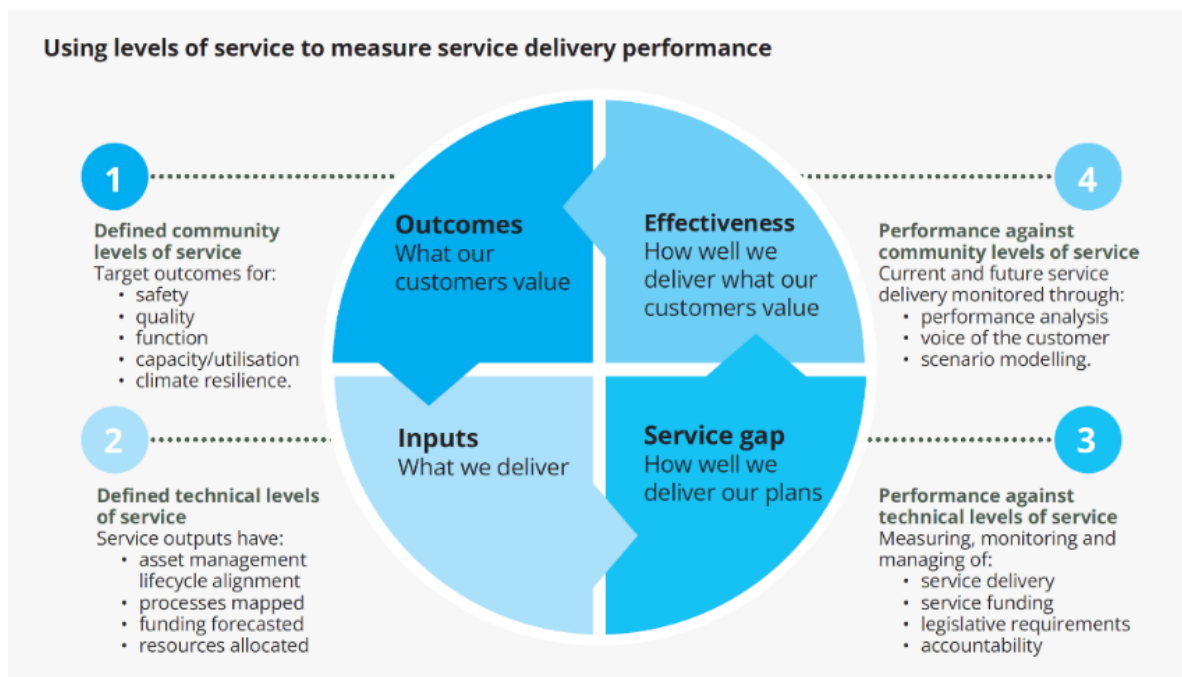 Using levels of service to measure service delivery performance
1
Defined community
levels of service
Target outcomes for:
• safety
• quality
• function
• capacity/utilisation
• climate resilience.
Outcomes
What our
customers value
Effectiveness
How well we
deliver what our
customers value
4
Performance against
community levels of service
Current and future service
delivery monitored through:
• performance analysis
• voice of the customer
• scenario modelling.
2
Defined technical levels
of service
Service outputs have:
• asset management
lifecycle alignment
• processes mapped
• funding forecasted
• resources allocated
Inputs
What we deliver
Service gap
How well we
deliver our plans
3
Performance against
technical levels of service
Measuring, monitoring and
managing of:
• service delivery
• service funding
• legislative requirements
• accountability